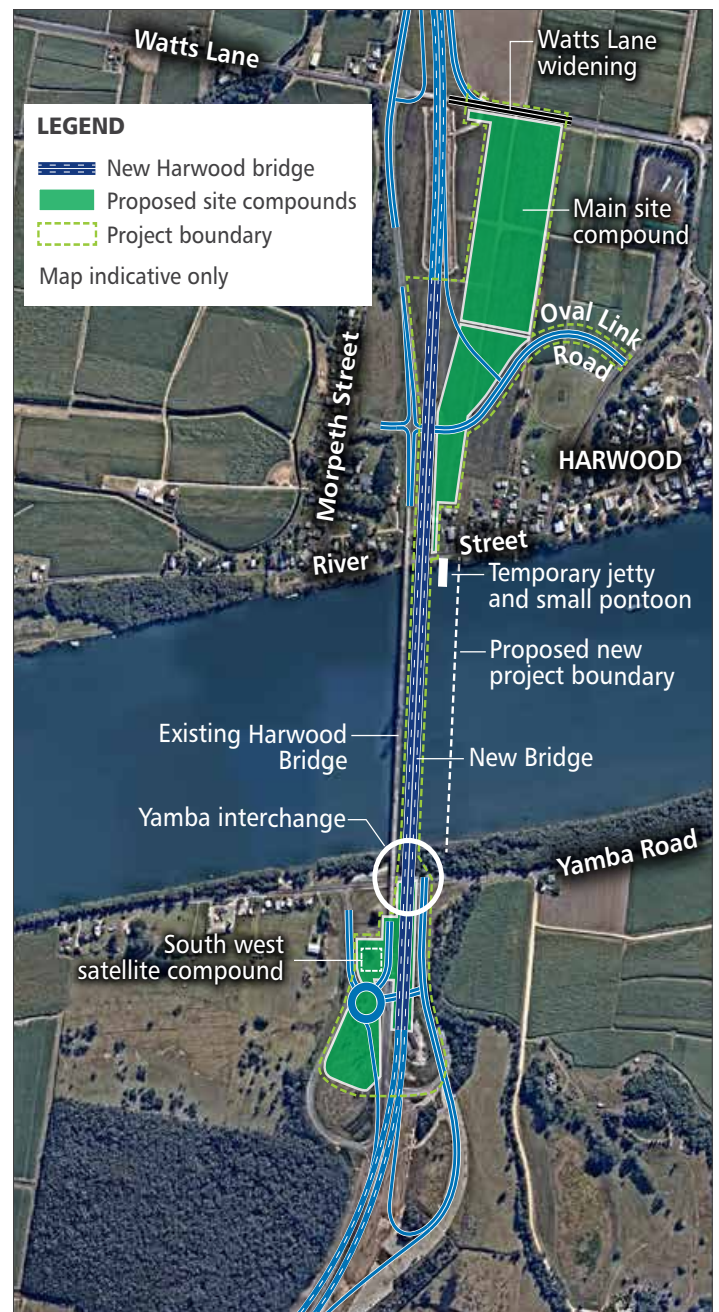 Watts Lane
Watts Lane
widening
LEGEND
New Harwood bridge
Proposed site compounds
Project boundary
Map indicative only
Main site
compound
Oval Link
Road
Morpeth Street
HARWOOD
River
Street
Temporary jetty
and small pontoon
Proposed new
project boundary
Existing Harwood
Bridge
New Bridge
Yamba interchange
Yamba Road
South west
satellite compound